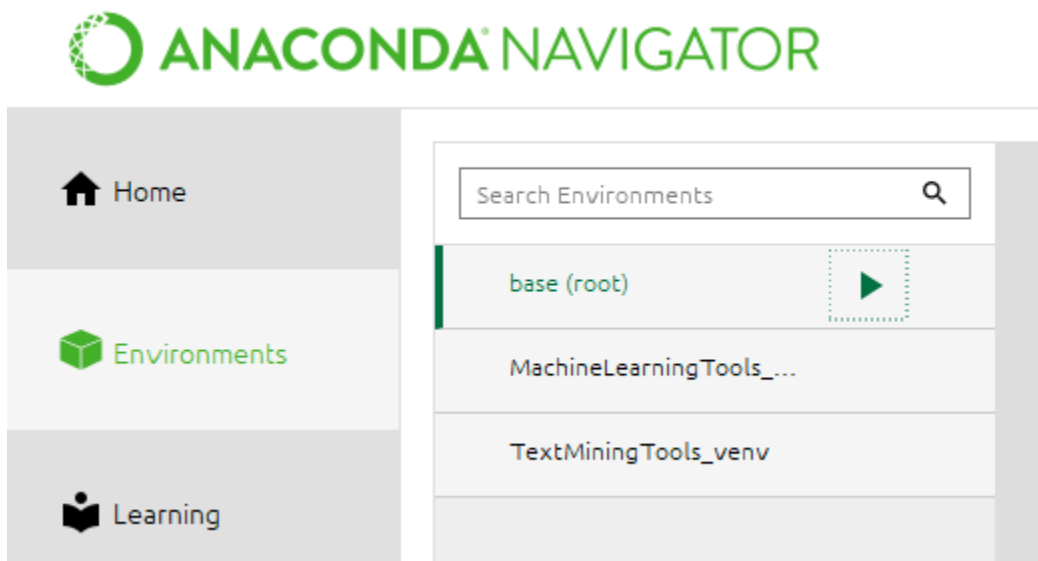 ANACONDA NAVIGATOR
Home
Search Environments
base (root)
Environments
MachineLearningTools_...
TextMiningTools_venv
Learning